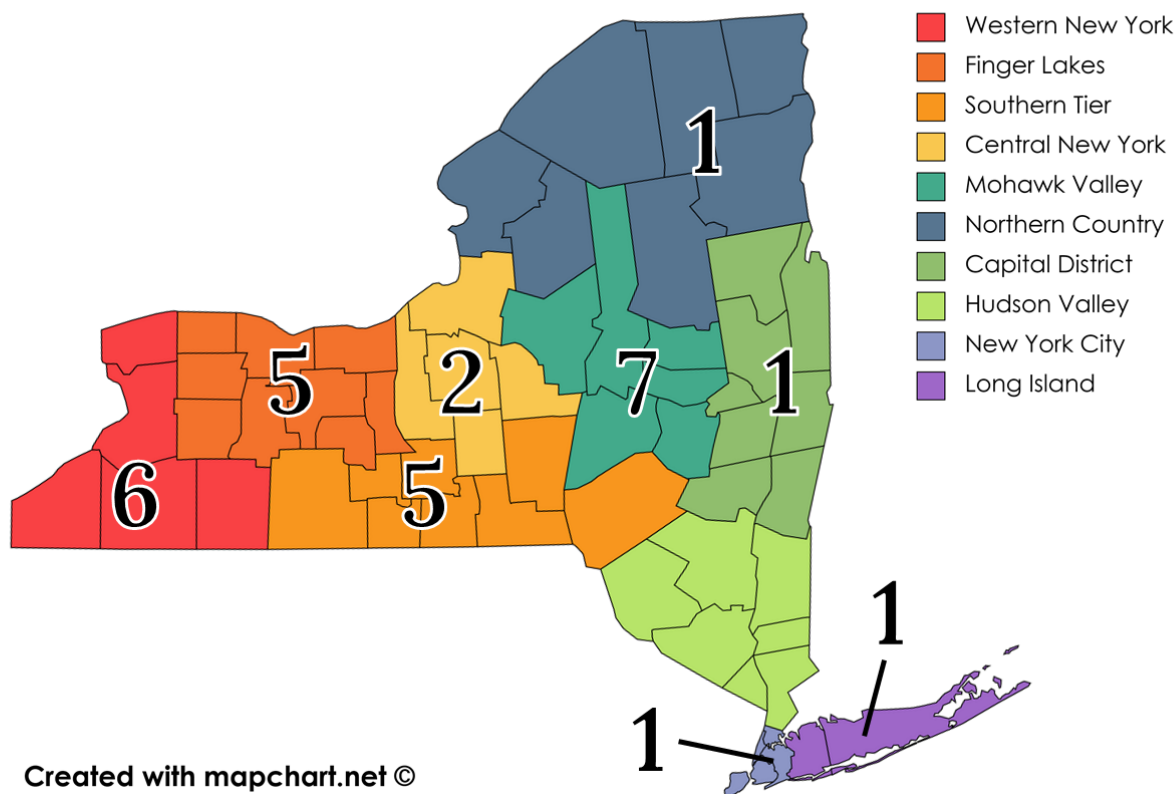 Western New York
Finger Lakes
Southern Tier
Central New York
Mohawk Valley
Northern Country
Capital District
Hudson Valley
New York City
Long Island
1
5
2
7
1
6
5
1
1
Created with mapchart.net ©